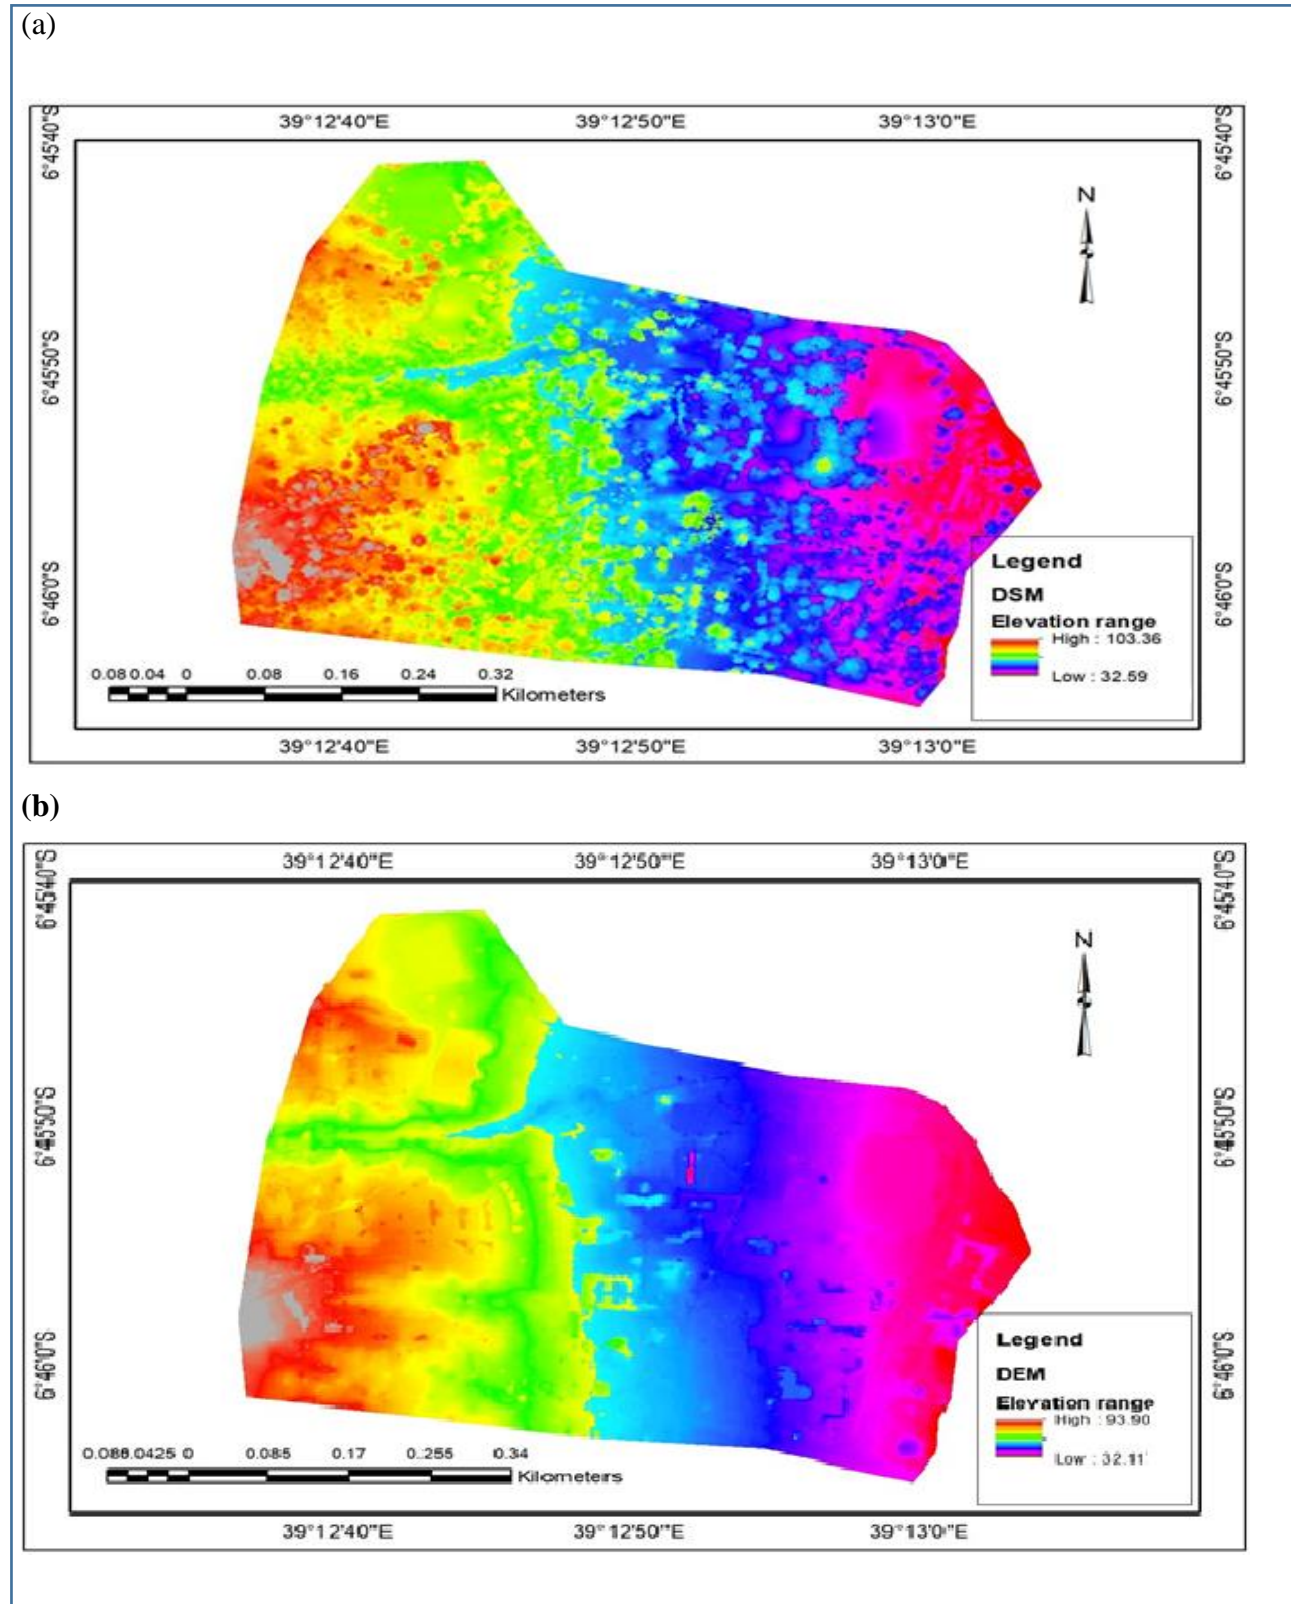 (a)
39°12'40"E 39°12'50"E 39°13'0"E
6°45'40"S 6°45'40"S
N
6°45'50"S 6°45'50"S
6°46'0"S 6°46'0"S
Legend
DSM
Elevation range
High : 103.36
Low : 32.59
0.08 0.04 0 0.08 0.16 0.24 0.32
Kilometers
39°12'40"E 39°12'50"E 39°13'0"E
(b)
39°12'40"E 39°12'50"E 39°13'0"E
6°45'40"S 6°45'40"S
N
6°45'50"S 6°45'50"S
6°46'0"S 6°46'0"S
Legend
DEM
Elevation range
High : 93.90
Low : 32.11
0.0425 0 0.085 0.17 0.255 0.34
Kilometers
39°12'40"E 39°12'50"E 39°13'0"E